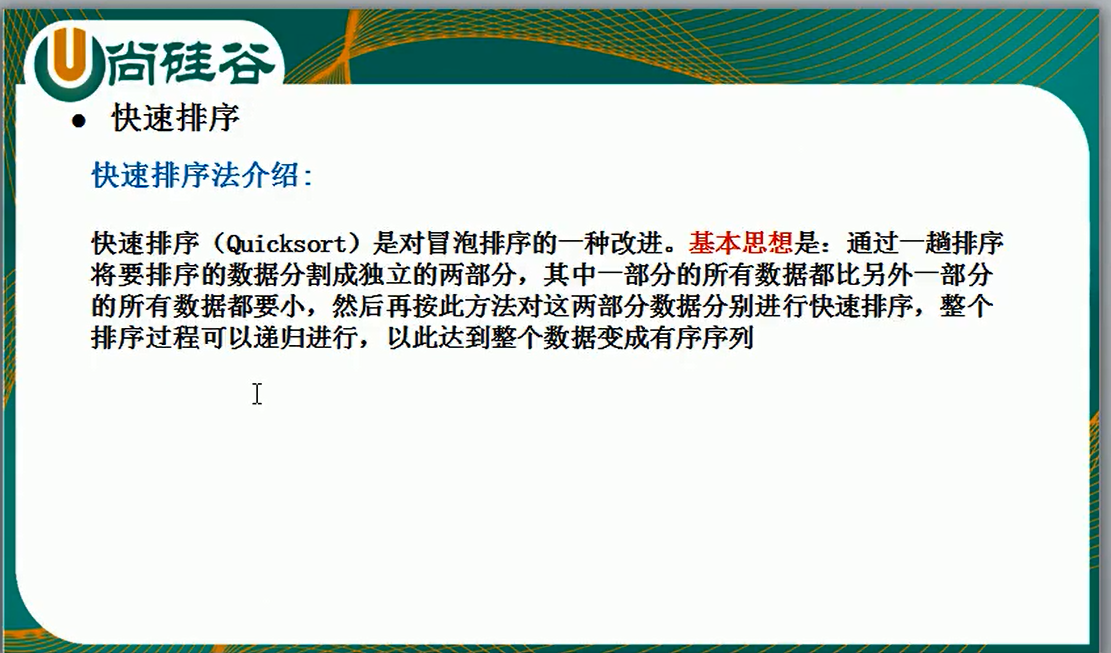 尚硅谷
● 快速排序
快速排序法介绍:
快速排序（Quicksort）是对冒泡排序的一种改进。基本思想是：通过一趟排序
将要排序的数据分割成独立的两部分，其中一部分的所有数据都比另外一部分
的所有数据都要小，然后再按此方法对这两部分数据分别进行快速排序，整个
排序过程可以递归进行，以此达到整个数据变成有序序列